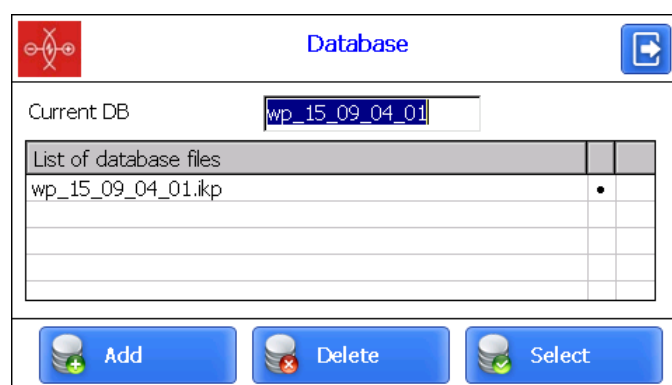 Database
Current DB wp_15_09_04_01
List of database files
wp_15_09_04_01.ikp •
Add Delete Select